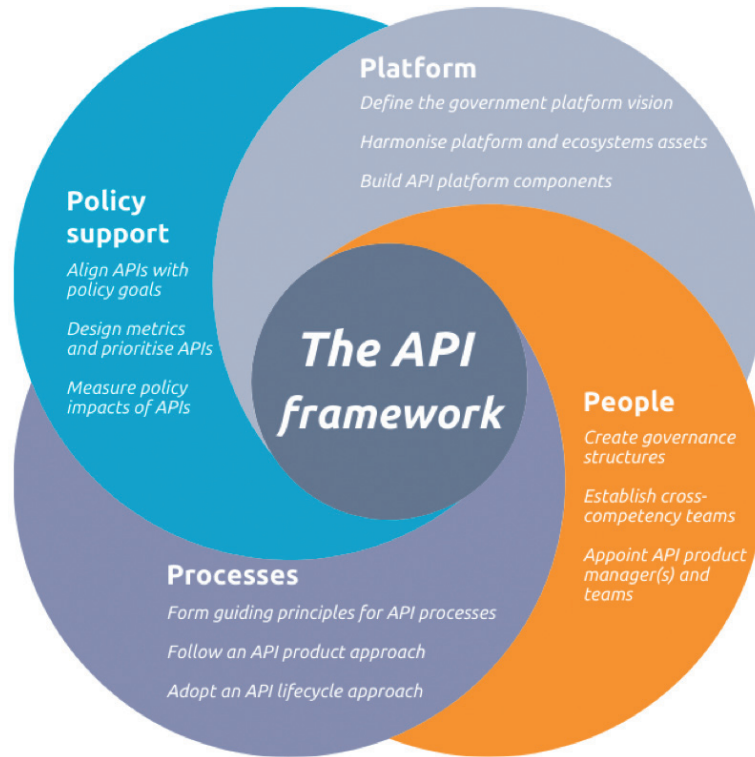 Platform
Define the government platform vision
Harmonise platform and ecosystems assets
Build API platform components
Policy
support
Align APIs with
policy goals
Design metrics
and prioritise APIs
Measure policy
impacts of APIs
The API
framework
People
Create governance
structures
Establish cross-
competency teams
Appoint API product
manager(s) and
teams
Processes
Form guiding principles for API processes
Follow an API product approach
Adopt an API lifecycle approach